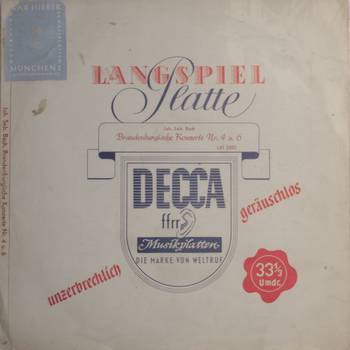 HIEBER
MÜNCHEN
LANGSPIEL
Platte
Joh. Seb. Bach
Brandenburgische Konzerte Nr. 4 u. 6
DECCA
ffrr
Musikplatten
DIE MARKE VON WELTRUF
unzerbrechlich
geräuschlos
33⅓
Umdr.
Joh. Seb. Bach, Brandenburgische Konzerte Nr. 4 u. 6